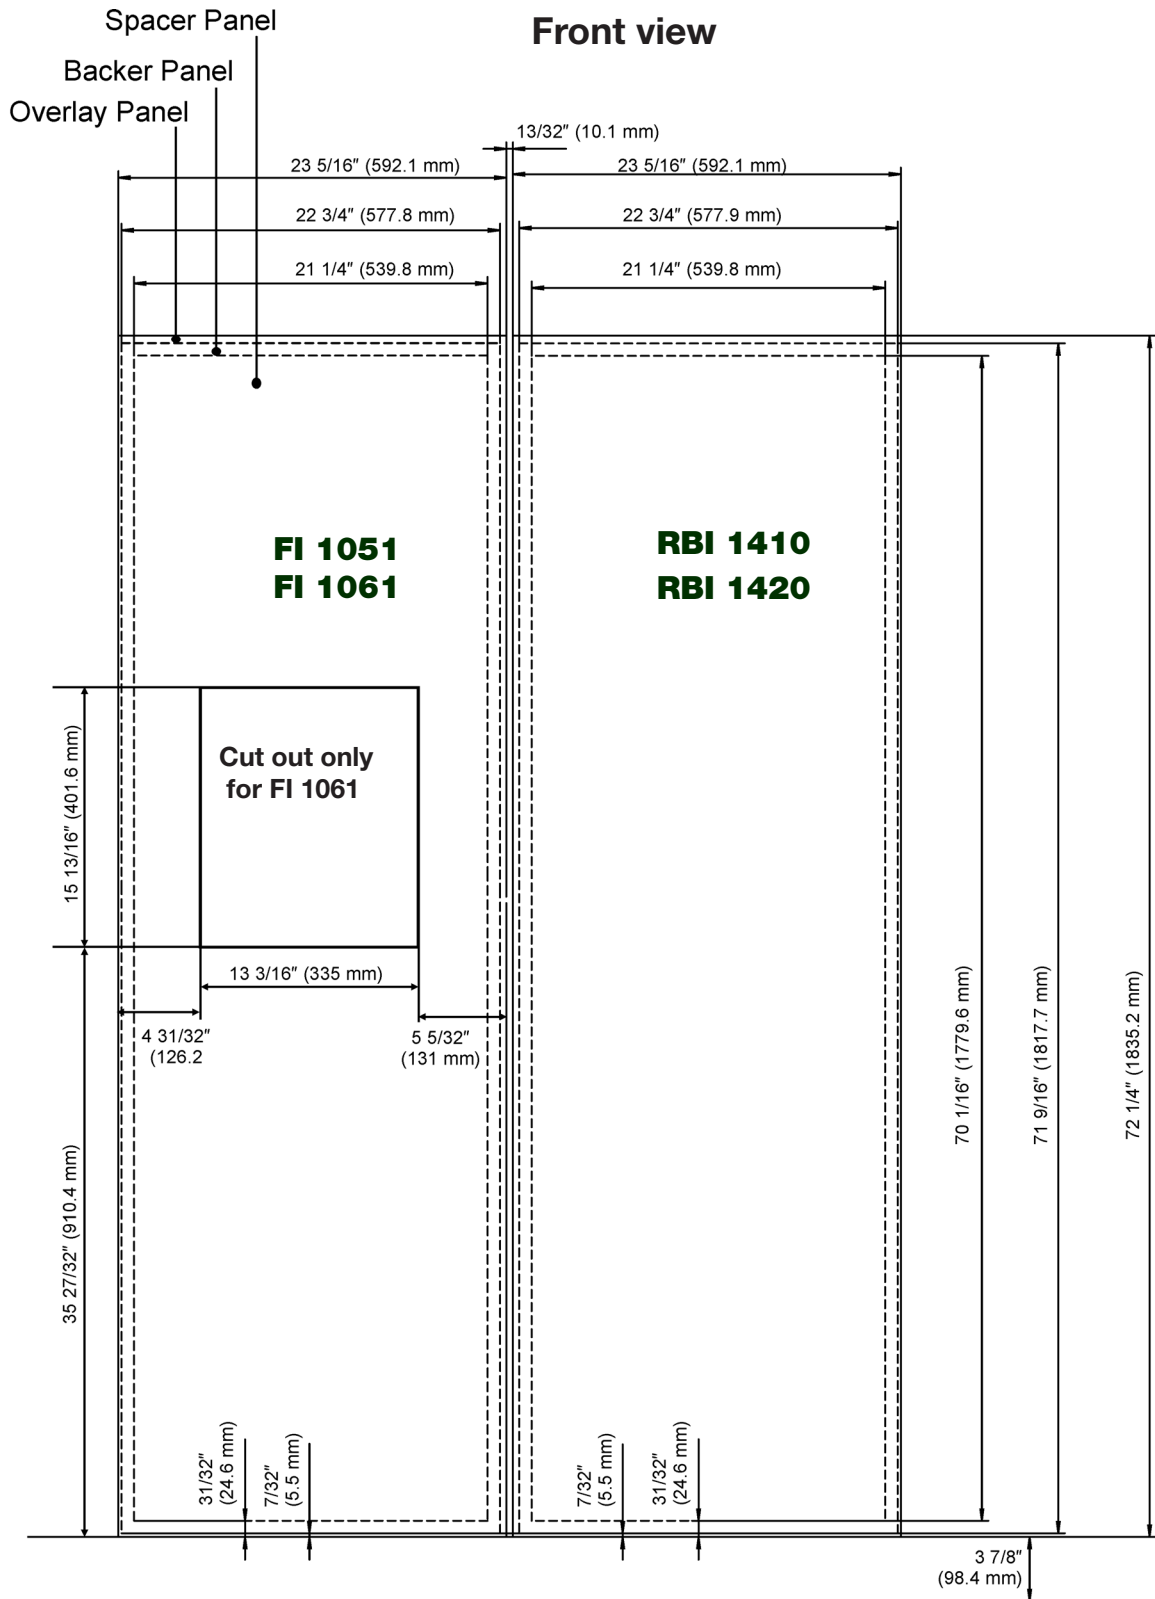 Spacer Panel
Front view
Backer Panel
Overlay Panel
13/32″ (10.1 mm)
23 5/16″ (592.1 mm)
23 5/16″ (592.1 mm)
22 3/4″ (577.8 mm)
22 3/4″ (577.9 mm)
21 1/4″ (539.8 mm)
21 1/4″ (539.8 mm)
FI 1051
FI 1061
RBI 1410
RBI 1420
Cut out only
for FI 1061
15 13/16″ (401.6 mm)
13 3/16″ (335 mm)
4 31/32″
(126.2
5 5/32″
(131 mm)
35 27/32″ (910.4 mm)
70 1/16″ (1779.6 mm)
71 9/16″ (1817.7 mm)
72 1/4″ (1835.2 mm)
31/32″
(24.6 mm)
7/32″
(5.5 mm)
7/32″
(5.5 mm)
31/32″
(24.6 mm)
3 7/8″
(98.4 mm)